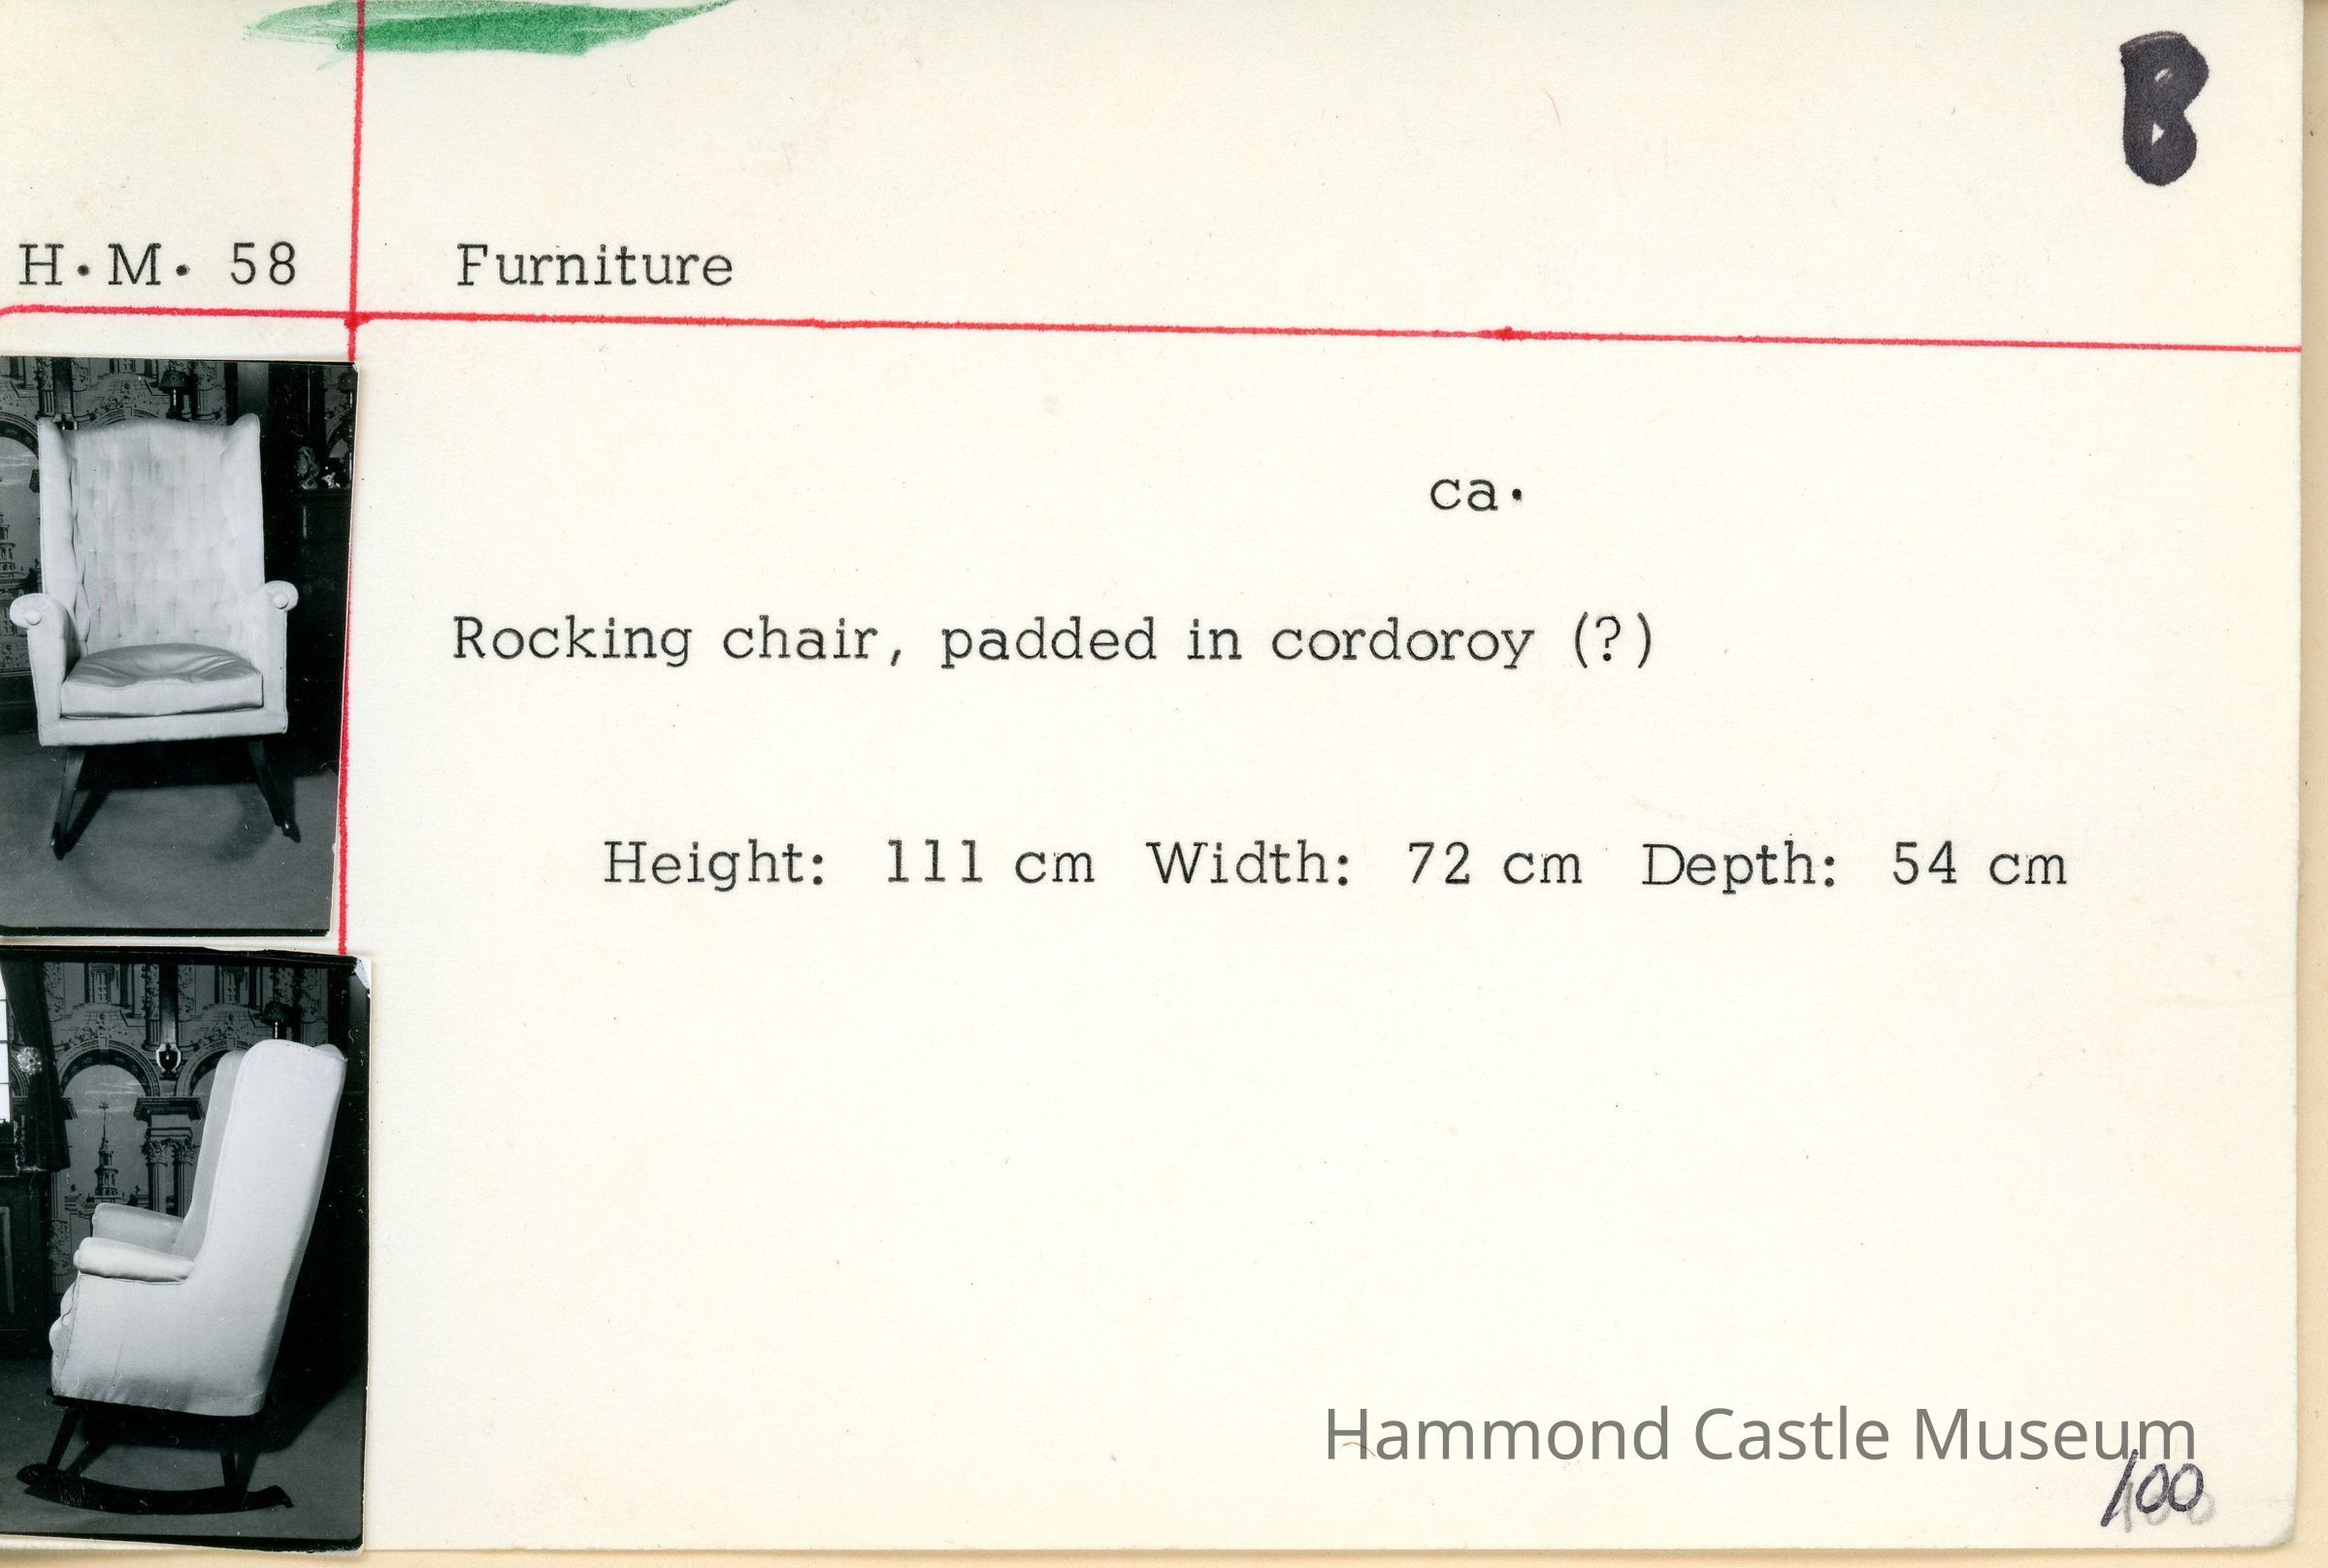 B
H.M. 58 Furniture
ca.
Rocking chair, padded in cordoroy (?)
Height: 111 cm Width: 72 cm Depth: 54 cm
Hammond Castle Museum
100